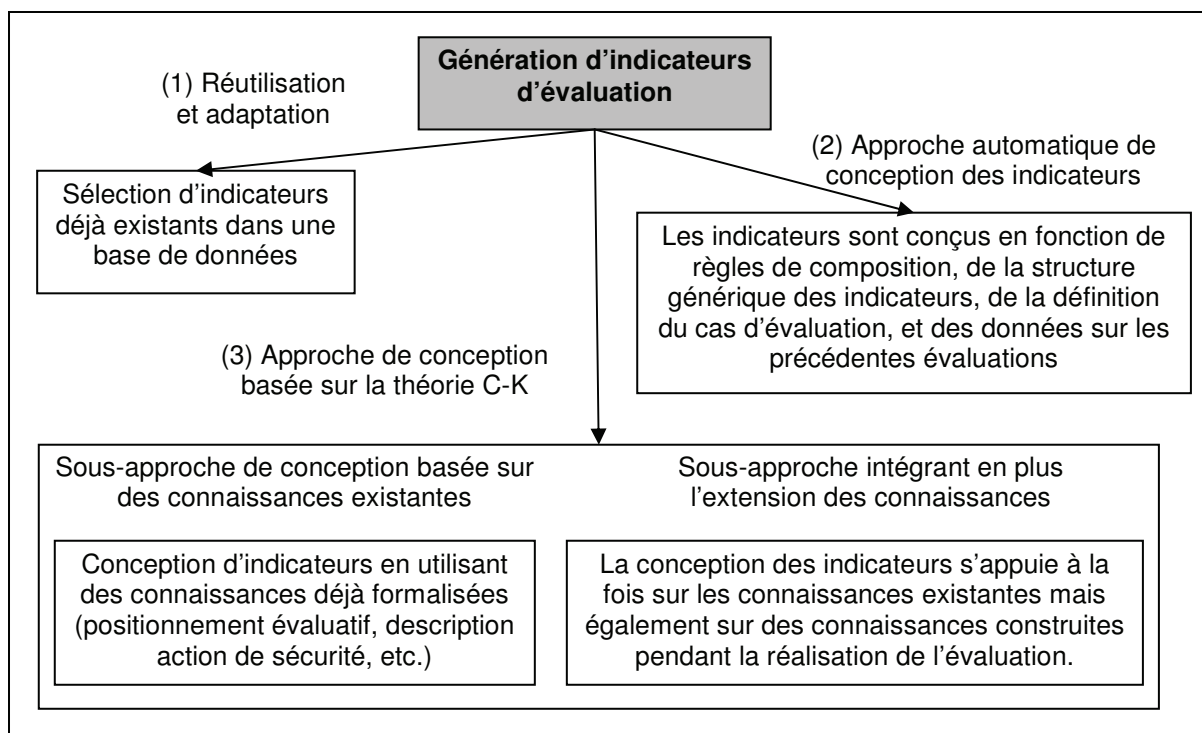 Génération d’indicateurs
d’évaluation
(1) Réutilisation
et adaptation
Sélection d’indicateurs
déjà existants dans une
base de données
(2) Approche automatique de
conception des indicateurs
Les indicateurs sont conçus en fonction de
règles de composition, de la structure
générique des indicateurs, de la définition
du cas d’évaluation, et des données sur les
précédentes évaluations
(3) Approche de conception
basée sur la théorie C-K
Sous-approche de conception basée sur
des connaissances existantes
Conception d’indicateurs en utilisant
des connaissances déjà formalisées
(positionnement évaluatif, description
action de sécurité, etc.)
Sous-approche intégrant en plus
l’extension des connaissances
La conception des indicateurs s’appuie à la
fois sur les connaissances existantes mais
également sur des connaissances construites
pendant la réalisation de l’évaluation.